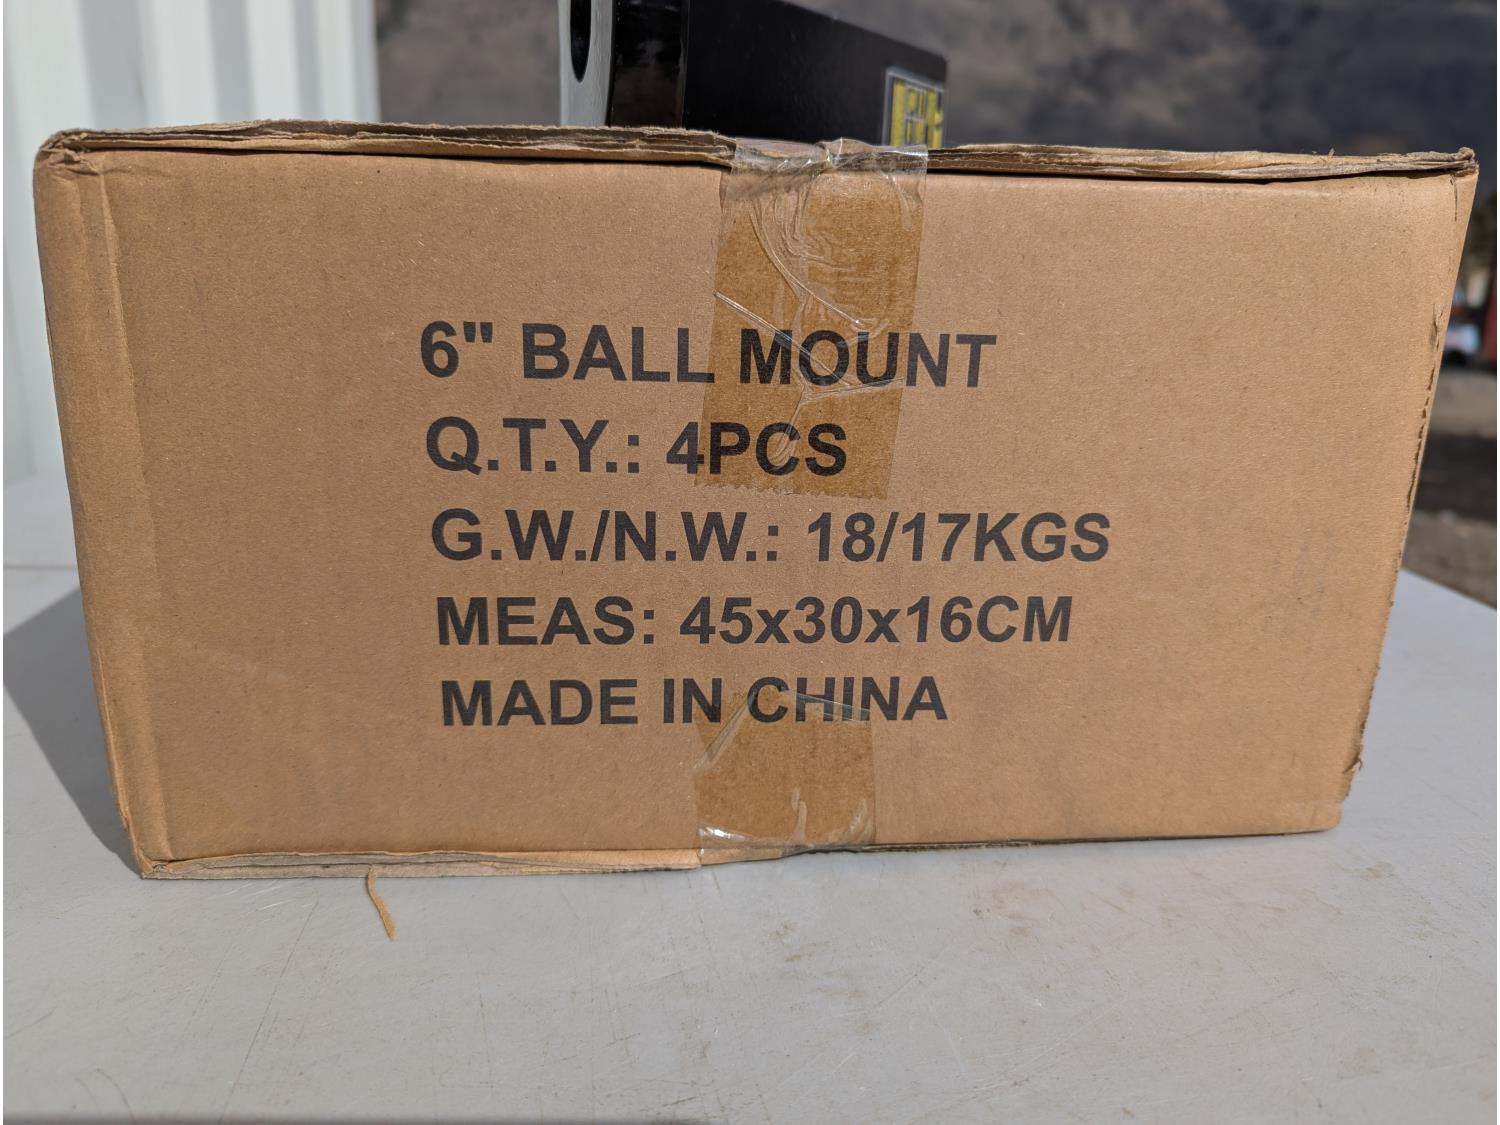 6" BALL MOUNT
Q.T.Y.: 4PCS
G.W./N.W.: 18/17KGS
MEAS: 45x30x16CM
MADE IN CHINA